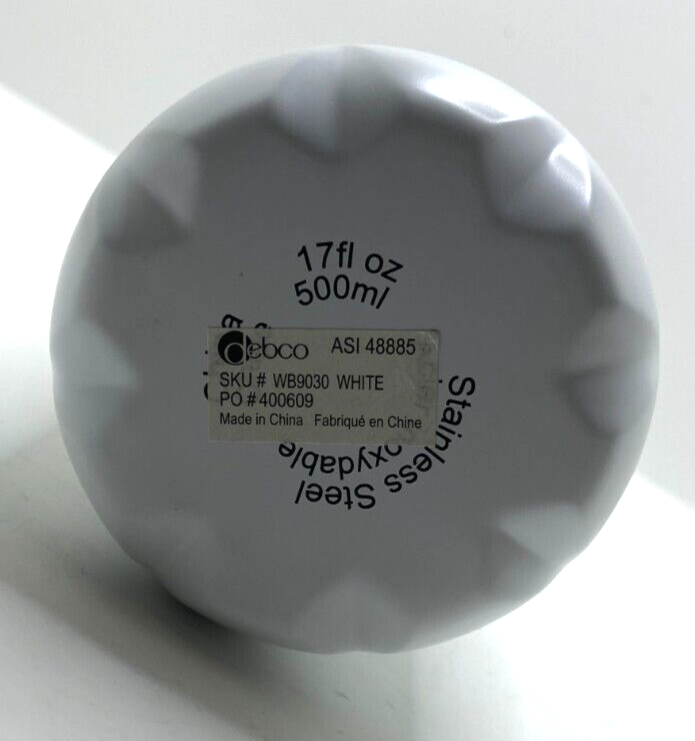 17fl oz
500ml
debco ASI 48885
SKU # WB9030 WHITE
PO # 400609
Made in China Fabriqué en Chine
Stainless Steel